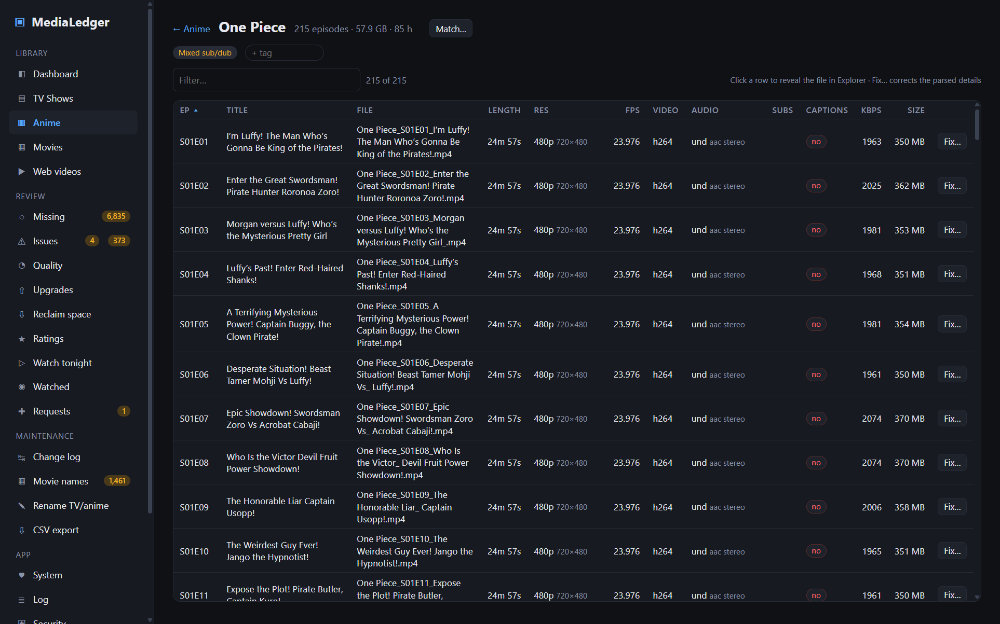 MediaLedger
LIBRARY
Dashboard
TV Shows
Anime
Movies
Web videos
REVIEW
Missing 6,835
Issues 4 373
Quality
Upgrades
Reclaim space
Ratings
Watch tonight
Watched
Requests 1
MAINTENANCE
Change log
Movie names 1,461
Rename TV/anime
CSV export
APP
System
Log
Security
← Anime One Piece 215 episodes · 57.9 GB · 85 h Match...
Mixed sub/dub + tag
Filter... 215 of 215 Click a row to reveal the file in Explorer · Fix... corrects the parsed details
EP TITLE FILE LENGTH RES FPS VIDEO AUDIO SUBS CAPTIONS KBPS SIZE
One Piece_S01E01_I’m Luffy!
I’m Luffy! The Man Who’s
S01E01 The Man Who’s Gonna Be 24m 57s 480p 720×480 23.976 h264 und aac stereo no 1963 350 MB Fix...
Gonna Be King of the Pirates!
King of the Pirates!.mp4
One Piece_S01E02_Enter the
Enter the Great Swordsman!
S01E02 Great Swordsman! Pirate 24m 57s 480p 720×480 23.976 h264 und aac stereo no 2025 362 MB Fix...
Pirate Hunter Roronoa Zoro!
Hunter Roronoa Zoro!.mp4
One Piece_S01E03_Morgan
Morgan versus Luffy! Who’s
S01E03 versus Luffy! Who’s the 24m 57s 480p 720×480 23.976 h264 und aac stereo no 1981 353 MB Fix...
the Mysterious Pretty Girl
Mysterious Pretty Girl_.mp4
One Piece_S01E04_Luffy’s
Luffy’s Past! Enter Red-Haired
S01E04 Past! Enter Red-Haired 24m 57s 480p 720×480 23.976 h264 und aac stereo no 1968 351 MB Fix...
Shanks!
Shanks!.mp4
One Piece_S01E05_A
A Terrifying Mysterious
Terrifying Mysterious Power!
S01E05 Power! Captain Buggy, the 24m 57s 480p 720×480 23.976 h264 und aac stereo no 1981 354 MB Fix...
Captain Buggy, the Clown
Clown Pirate!
Pirate!.mp4
One Piece_S01E06_Desperate
Desperate Situation! Beast
S01E06 Situation! Beast Tamer Mohji 24m 57s 480p 720×480 23.976 h264 und aac stereo no 1961 350 MB Fix...
Tamer Mohji Vs Luffy!
Vs_ Luffy!.mp4
One Piece_S01E07_Epic
Epic Showdown! Swordsman
S01E07 Showdown! Swordsman Zoro 24m 57s 480p 720×480 23.976 h264 und aac stereo no 2074 370 MB Fix...
Zoro Vs Acrobat Cabaji!
Vs_ Acrobat Cabaji!.mp4
One Piece_S01E08_Who Is
Who Is the Victor Devil Fruit
S01E08 the Victor_ Devil Fruit Power 24m 57s 480p 720×480 23.976 h264 und aac stereo no 2074 370 MB Fix...
Power Showdown!
Showdown!.mp4
One Piece_S01E09_The
The Honorable Liar Captain
S01E09 Honorable Liar_ Captain 24m 57s 480p 720×480 23.976 h264 und aac stereo no 2006 358 MB Fix...
Usopp!
Usopp!.mp4
One Piece_S01E10_The
The Weirdest Guy Ever!
S01E10 Weirdest Guy Ever! Jango the 24m 57s 480p 720×480 23.976 h264 und aac stereo no 1965 351 MB Fix...
Jango the Hypnotist!
Hypnotist!.mp4
One Piece_S01E11_Expose
Expose the Plot! Pirate Butler,
S01E11 the Plot! Pirate Butler, 24m 57s 480p 720×480 23.976 h264 und aac stereo no 1961 350 MB Fix...
Captain Kuro!